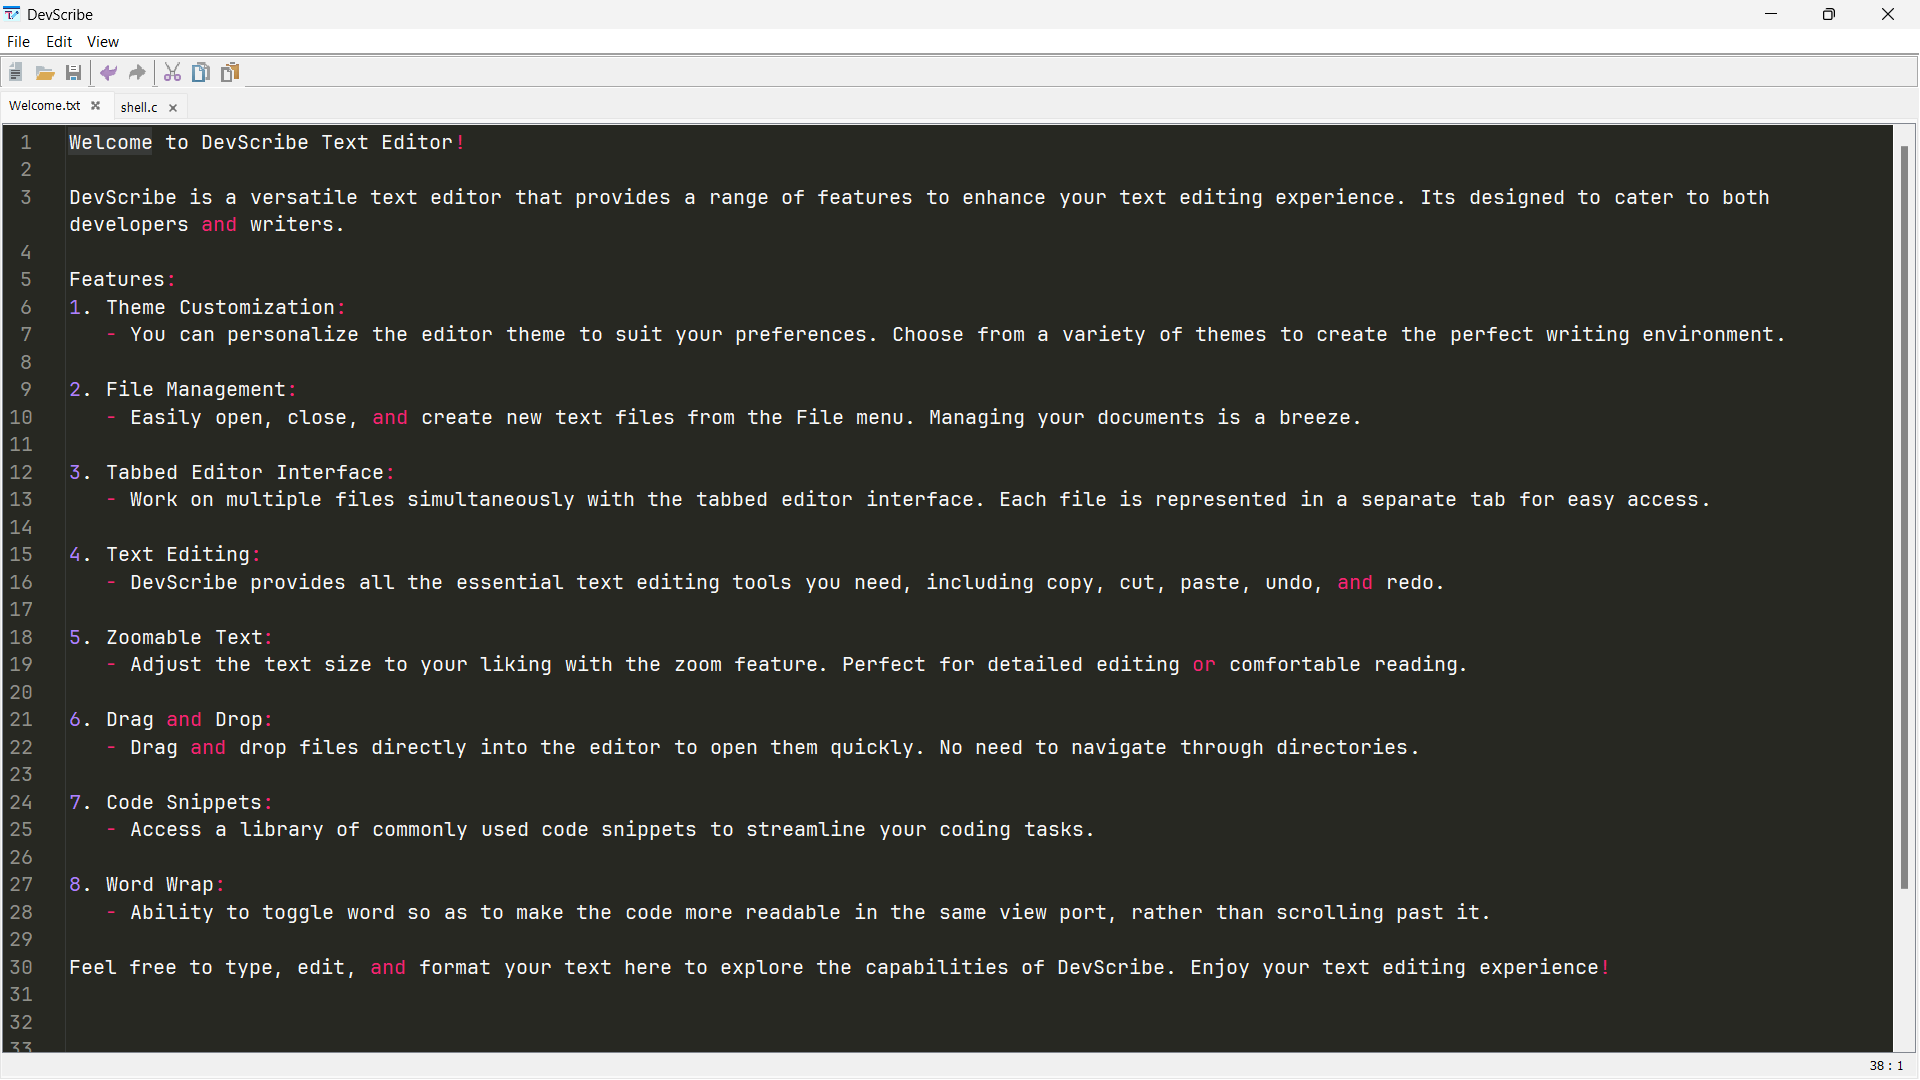 DevScribe
File Edit View
Welcome.txt shell.c
1 Welcome to DevScribe Text Editor!
2
3 DevScribe is a versatile text editor that provides a range of features to enhance your text editing experience. Its designed to cater to both
developers and writers.
4
5 Features:
6 1. Theme Customization:
7 - You can personalize the editor theme to suit your preferences. Choose from a variety of themes to create the perfect writing environment.
8
9 2. File Management:
10 - Easily open, close, and create new text files from the File menu. Managing your documents is a breeze.
11
12 3. Tabbed Editor Interface:
13 - Work on multiple files simultaneously with the tabbed editor interface. Each file is represented in a separate tab for easy access.
14
15 4. Text Editing:
16 - DevScribe provides all the essential text editing tools you need, including copy, cut, paste, undo, and redo.
17
18 5. Zoomable Text:
19 - Adjust the text size to your liking with the zoom feature. Perfect for detailed editing or comfortable reading.
20
21 6. Drag and Drop:
22 - Drag and drop files directly into the editor to open them quickly. No need to navigate through directories.
23
24 7. Code Snippets:
25 - Access a library of commonly used code snippets to streamline your coding tasks.
26
27 8. Word Wrap:
28 - Ability to toggle word so as to make the code more readable in the same view port, rather than scrolling past it.
29
30 Feel free to type, edit, and format your text here to explore the capabilities of DevScribe. Enjoy your text editing experience!
31
32
33
38 : 1